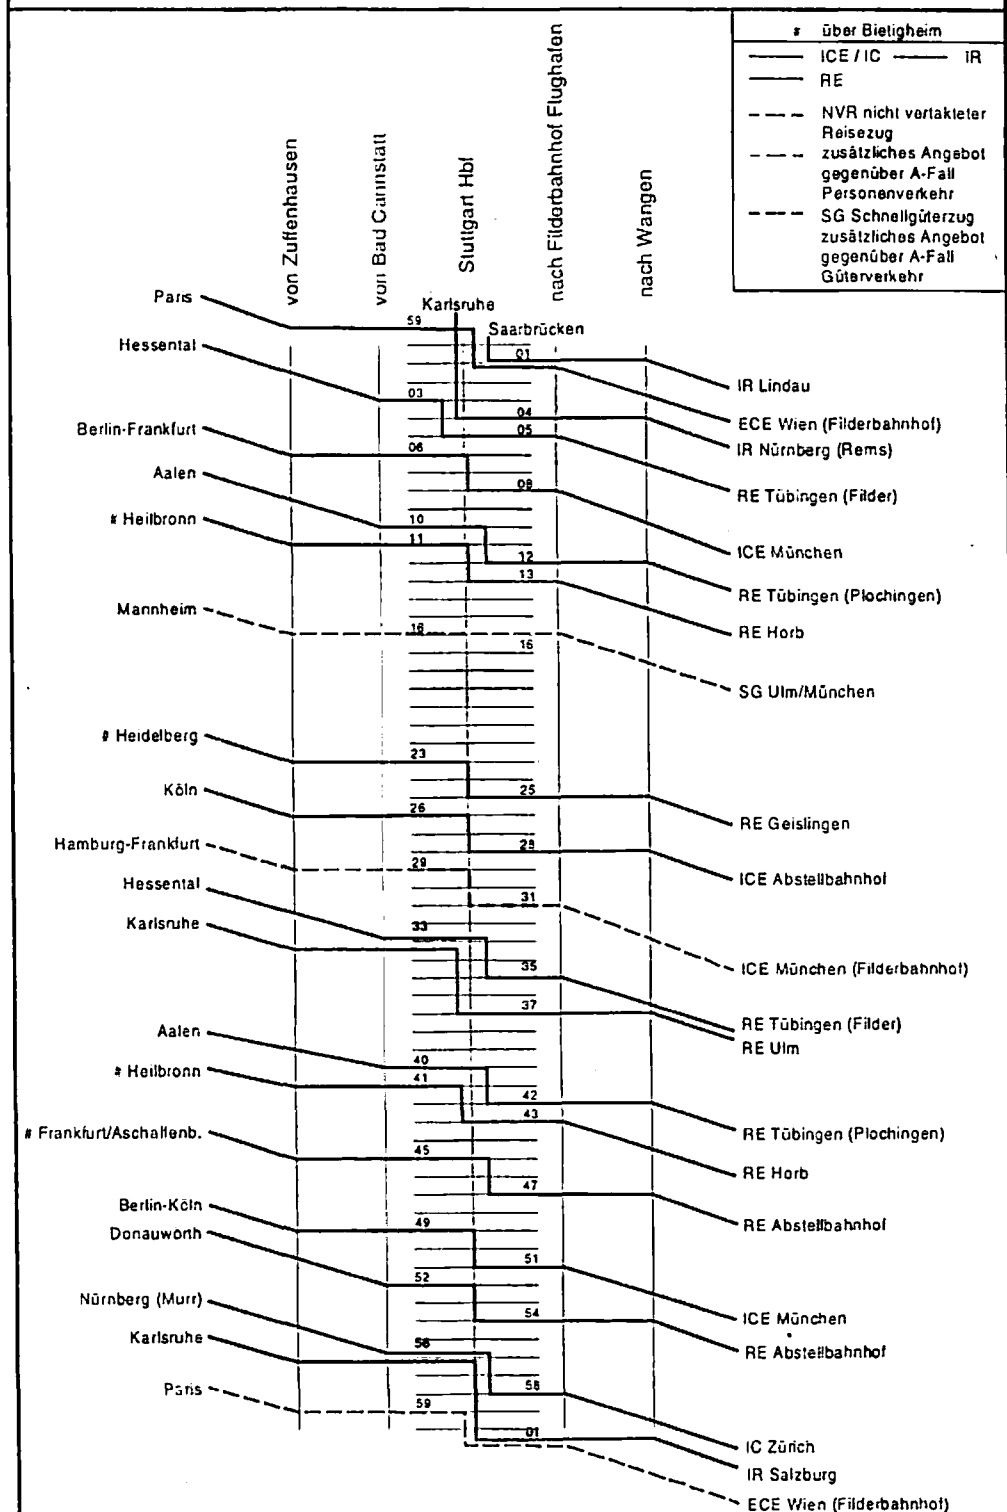 # über Bietigheim
ICE / IC IR
RE
NVR nicht vertakteter
Reisezug
zusätzliches Angebot
gegenüber A-Fall
Personenverkehr
SG Schnellgüterzug
zusätzliches Angebot
gegenüber A-Fall
Güterverkehr
von Zuffenhausen
von Bad Cannstatt
Stuttgart Hbf
nach Filderbahnhof Flughafen
nach Wangen
Karlsruhe
Saarbrücken
Paris
59
01
IR Lindau
Hessental
03
ECE Wien (Filderbahnhof)
04
IR Nürnberg (Rems)
05
RE Tübingen (Filder)
Berlin-Frankfurt
06
08
ICE München
Aalen
10
12
RE Tübingen (Plochingen)
# Heilbronn
11
13
RE Horb
Mannheim
16
16
SG Ulm/München
# Heidelberg
23
25
RE Geislingen
Köln
26
28
ICE Abstellbahnhof
Hamburg-Frankfurt
29
31
ICE München (Filderbahnhof)
Hessental
33
35
RE Tübingen (Filder)
Karlsruhe
37
RE Ulm
Aalen
40
42
RE Tübingen (Plochingen)
# Heilbronn
41
43
RE Horb
# Frankfurt/Aschaffenb.
45
47
RE Abstellbahnhof
Berlin-Köln
49
51
ICE München
Donauwörth
52
54
RE Abstellbahnhof
Nürnberg (Murr)
56
58
IC Zürich
Karlsruhe
01
IR Salzburg
Paris
59
ECE Wien (Filderbahnhof)